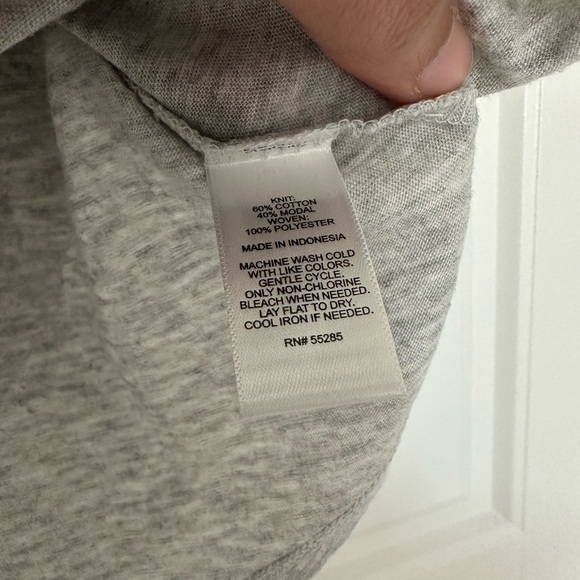 KNIT:
60% COTTON
40% MODAL
WOVEN:
100% POLYESTER
MADE IN INDONESIA
MACHINE WASH COLD
WITH LIKE COLORS.
GENTLE CYCLE.
ONLY NON-CHLORINE
BLEACH WHEN NEEDED.
LAY FLAT TO DRY.
COOL IRON IF NEEDED.
RN# 55285